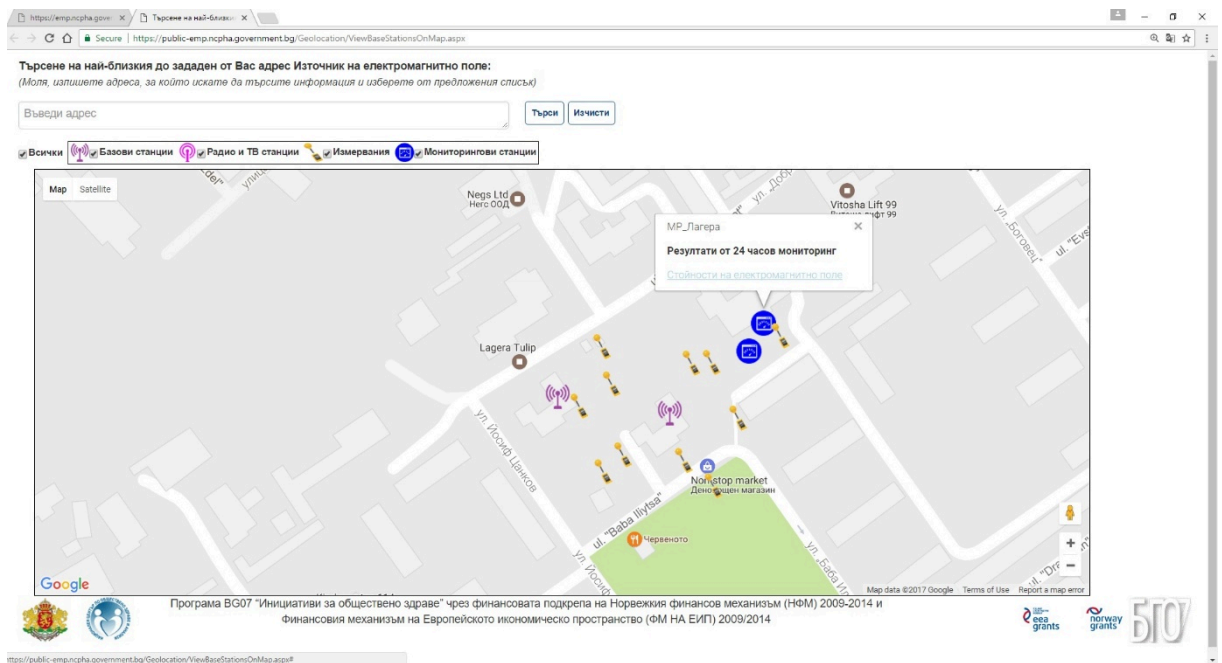 https://emp.ncpha.gove
Търсене на най-близки
Secure | https://public-emp.ncpha.government.bg/Geolocation/ViewBaseStationsOnMap.aspx
Търсене на най-близкия до зададен от Вас адрес Източник на електромагнитно поле:
(Моля, изпишете адреса, за който искате да търсите информация и изберете от предложения списък)
Въведи адрес
Търси Изчисти
Всички Базови станции Радио и ТВ станции Измервания Мониторингови станции
Map Satellite
Negs Ltd
Негс ООД
Vitosha Lift 99
МР_Лагера
Резултати от 24 часов мониторинг
Стойности на електромагнитно поле
ул. "Боговец"
Lagera Tulip
ул. Йосиф Цанков
Nonstop market
Денонощен магазин
ul. "Baba Iliytsa"
Червеното
Google
Map data ©2017 Google Terms of Use Report a map error
Програма BG07 "Инициативи за обществено здраве" чрез финансовата подкрепа на Норвежкия финансов механизъм (НФМ) 2009-2014 и
Финансовия механизъм на Европейското икономическо пространство (ФМ НА ЕИП) 2009/2014
eea grants
norway grants
БГО
https://public-emp.ncpha.government.bg/Geolocation/ViewBaseStationsOnMap.aspx#